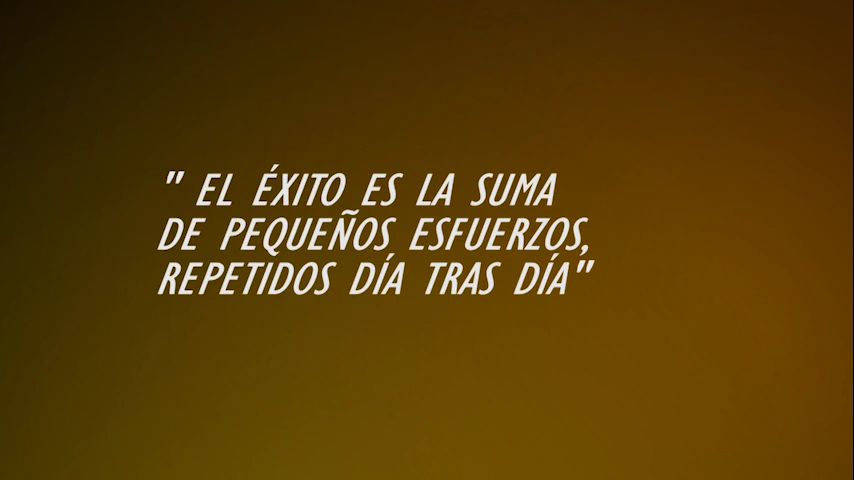 " EL ÉXITO ES LA SUMA
DE PEQUEÑOS ESFUERZOS,
REPETIDOS DÍA TRAS DÍA"